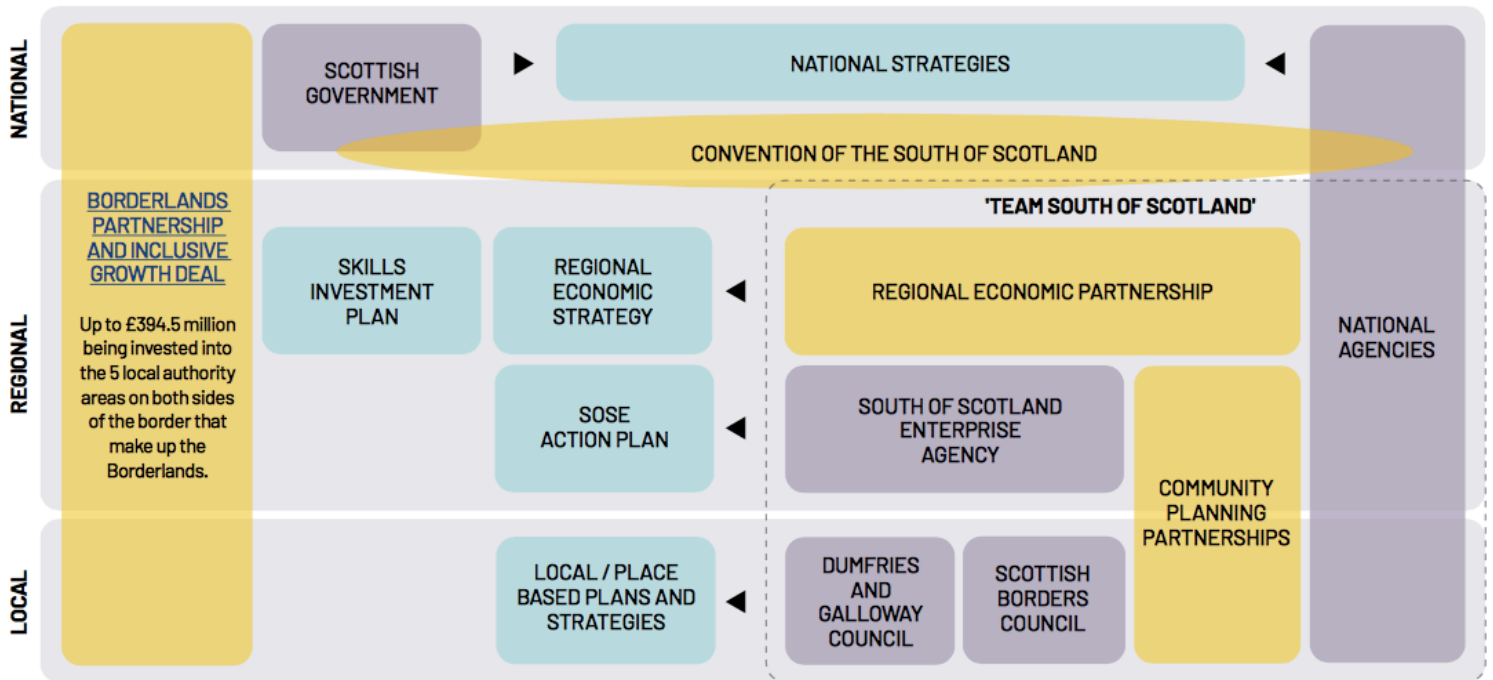 NATIONAL
SCOTTISH
GOVERNMENT
NATIONAL STRATEGIES
CONVENTION OF THE SOUTH OF SCOTLAND
REGIONAL
BORDERLANDS
PARTNERSHIP
AND INCLUSIVE
GROWTH DEAL
Up to £394.5 million
being invested into
the 5 local authority
areas on both sides
of the border that
make up the
Borderlands.
'TEAM SOUTH OF SCOTLAND'
SKILLS
INVESTMENT
PLAN
REGIONAL
ECONOMIC
STRATEGY
REGIONAL ECONOMIC PARTNERSHIP
NATIONAL
AGENCIES
SOSE
ACTION PLAN
SOUTH OF SCOTLAND
ENTERPRISE
AGENCY
COMMUNITY
PLANNING
PARTNERSHIPS
LOCAL
LOCAL / PLACE
BASED PLANS AND
STRATEGIES
DUMFRIES
AND
GALLOWAY
COUNCIL
SCOTTISH
BORDERS
COUNCIL